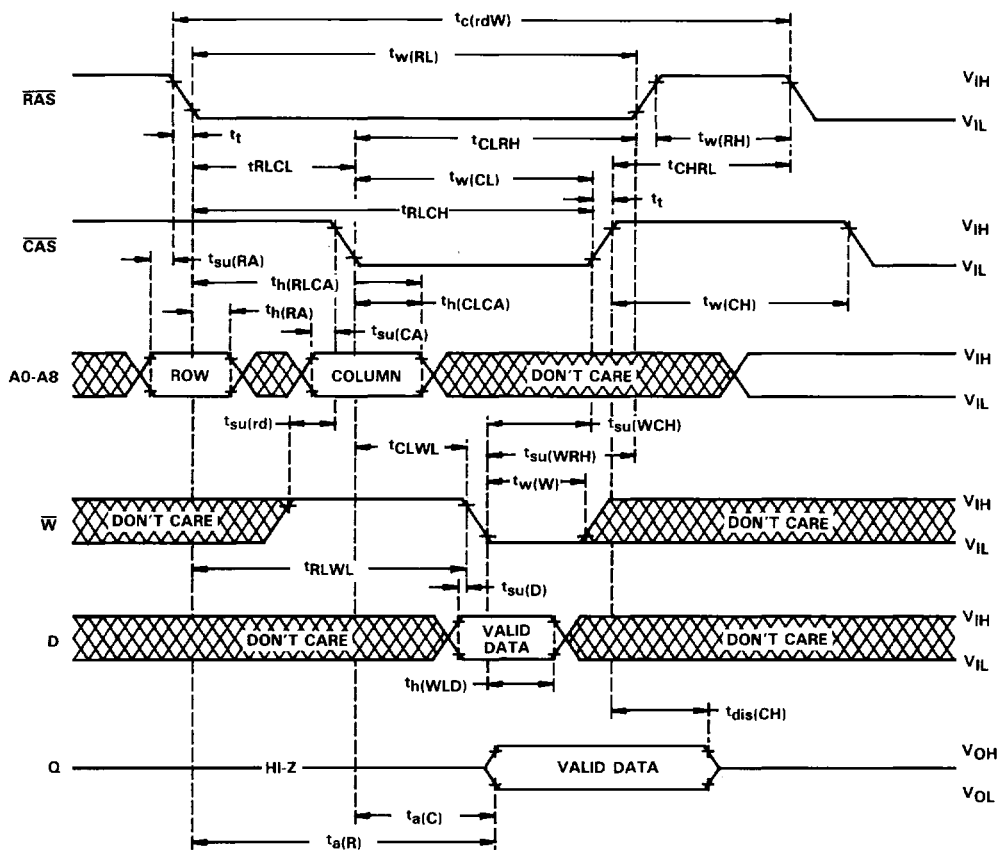 tc(rdW)
tw(RL)
RAS
VIH
VIL
tt
tCLRH
tw(RH)
tRLCL
tCHRL
tw(CL)
tt
tRLCH
CAS
VIH
VIL
tsu(RA)
th(RLCA)
tw(CH)
th(RA)
th(CLCA)
tsu(CA)
A0-A8
ROW
COLUMN
DON'T CARE
VIH
VIL
tsu(rd)
tsu(WCH)
tCLWL
tsu(WRH)
tw(W)
W
DON'T CARE
DON'T CARE
VIH
VIL
tRLWL
tsu(D)
D
DON'T CARE
VALID
DATA
DON'T CARE
VIH
VIL
th(WLD)
tdis(CH)
Q
HI-Z
VALID DATA
VOH
VOL
ta(C)
ta(R)